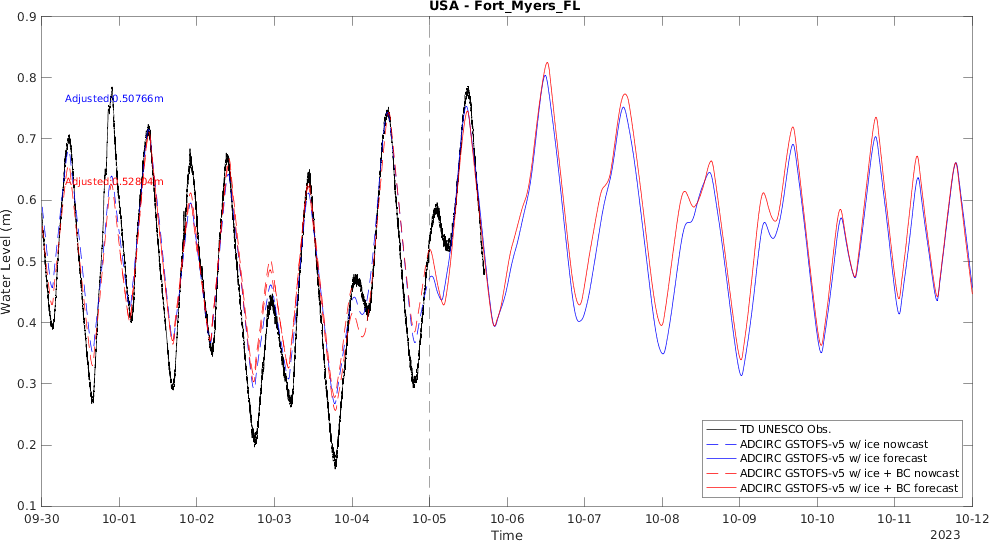 USA - Fort_Myers_FL
0.9
0.8
0.7
0.6
0.5
0.4
0.3
0.2
0.1
Water Level (m)
Adjusted:0.50766m
Adjusted:0.52804m
TD UNESCO Obs.
ADCIRC GSTOFS-v5 w/ ice nowcast
ADCIRC GSTOFS-v5 w/ ice forecast
ADCIRC GSTOFS-v5 w/ ice + BC nowcast
ADCIRC GSTOFS-v5 w/ ice + BC forecast
09-30 10-01 10-02 10-03 10-04 10-05 10-06 10-07 10-08 10-09 10-10 10-11 10-12
Time
2023